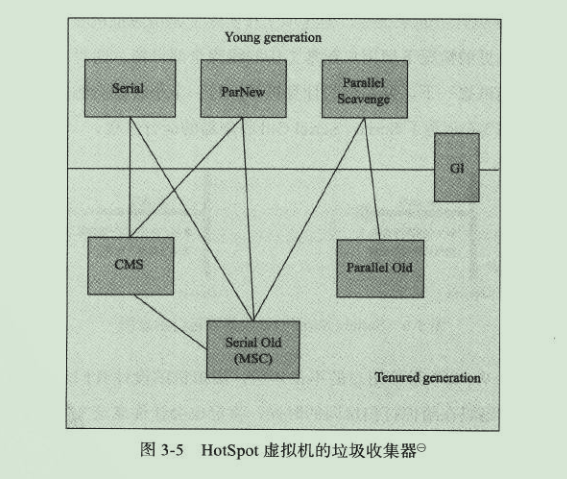 Young generation
Serial
ParNew
Parallel
Scavenge
G1
CMS
Parallel Old
Serial Old
(MSC)
Tenured generation
图 3-5 HotSpot 虚拟机的垃圾收集器⊖